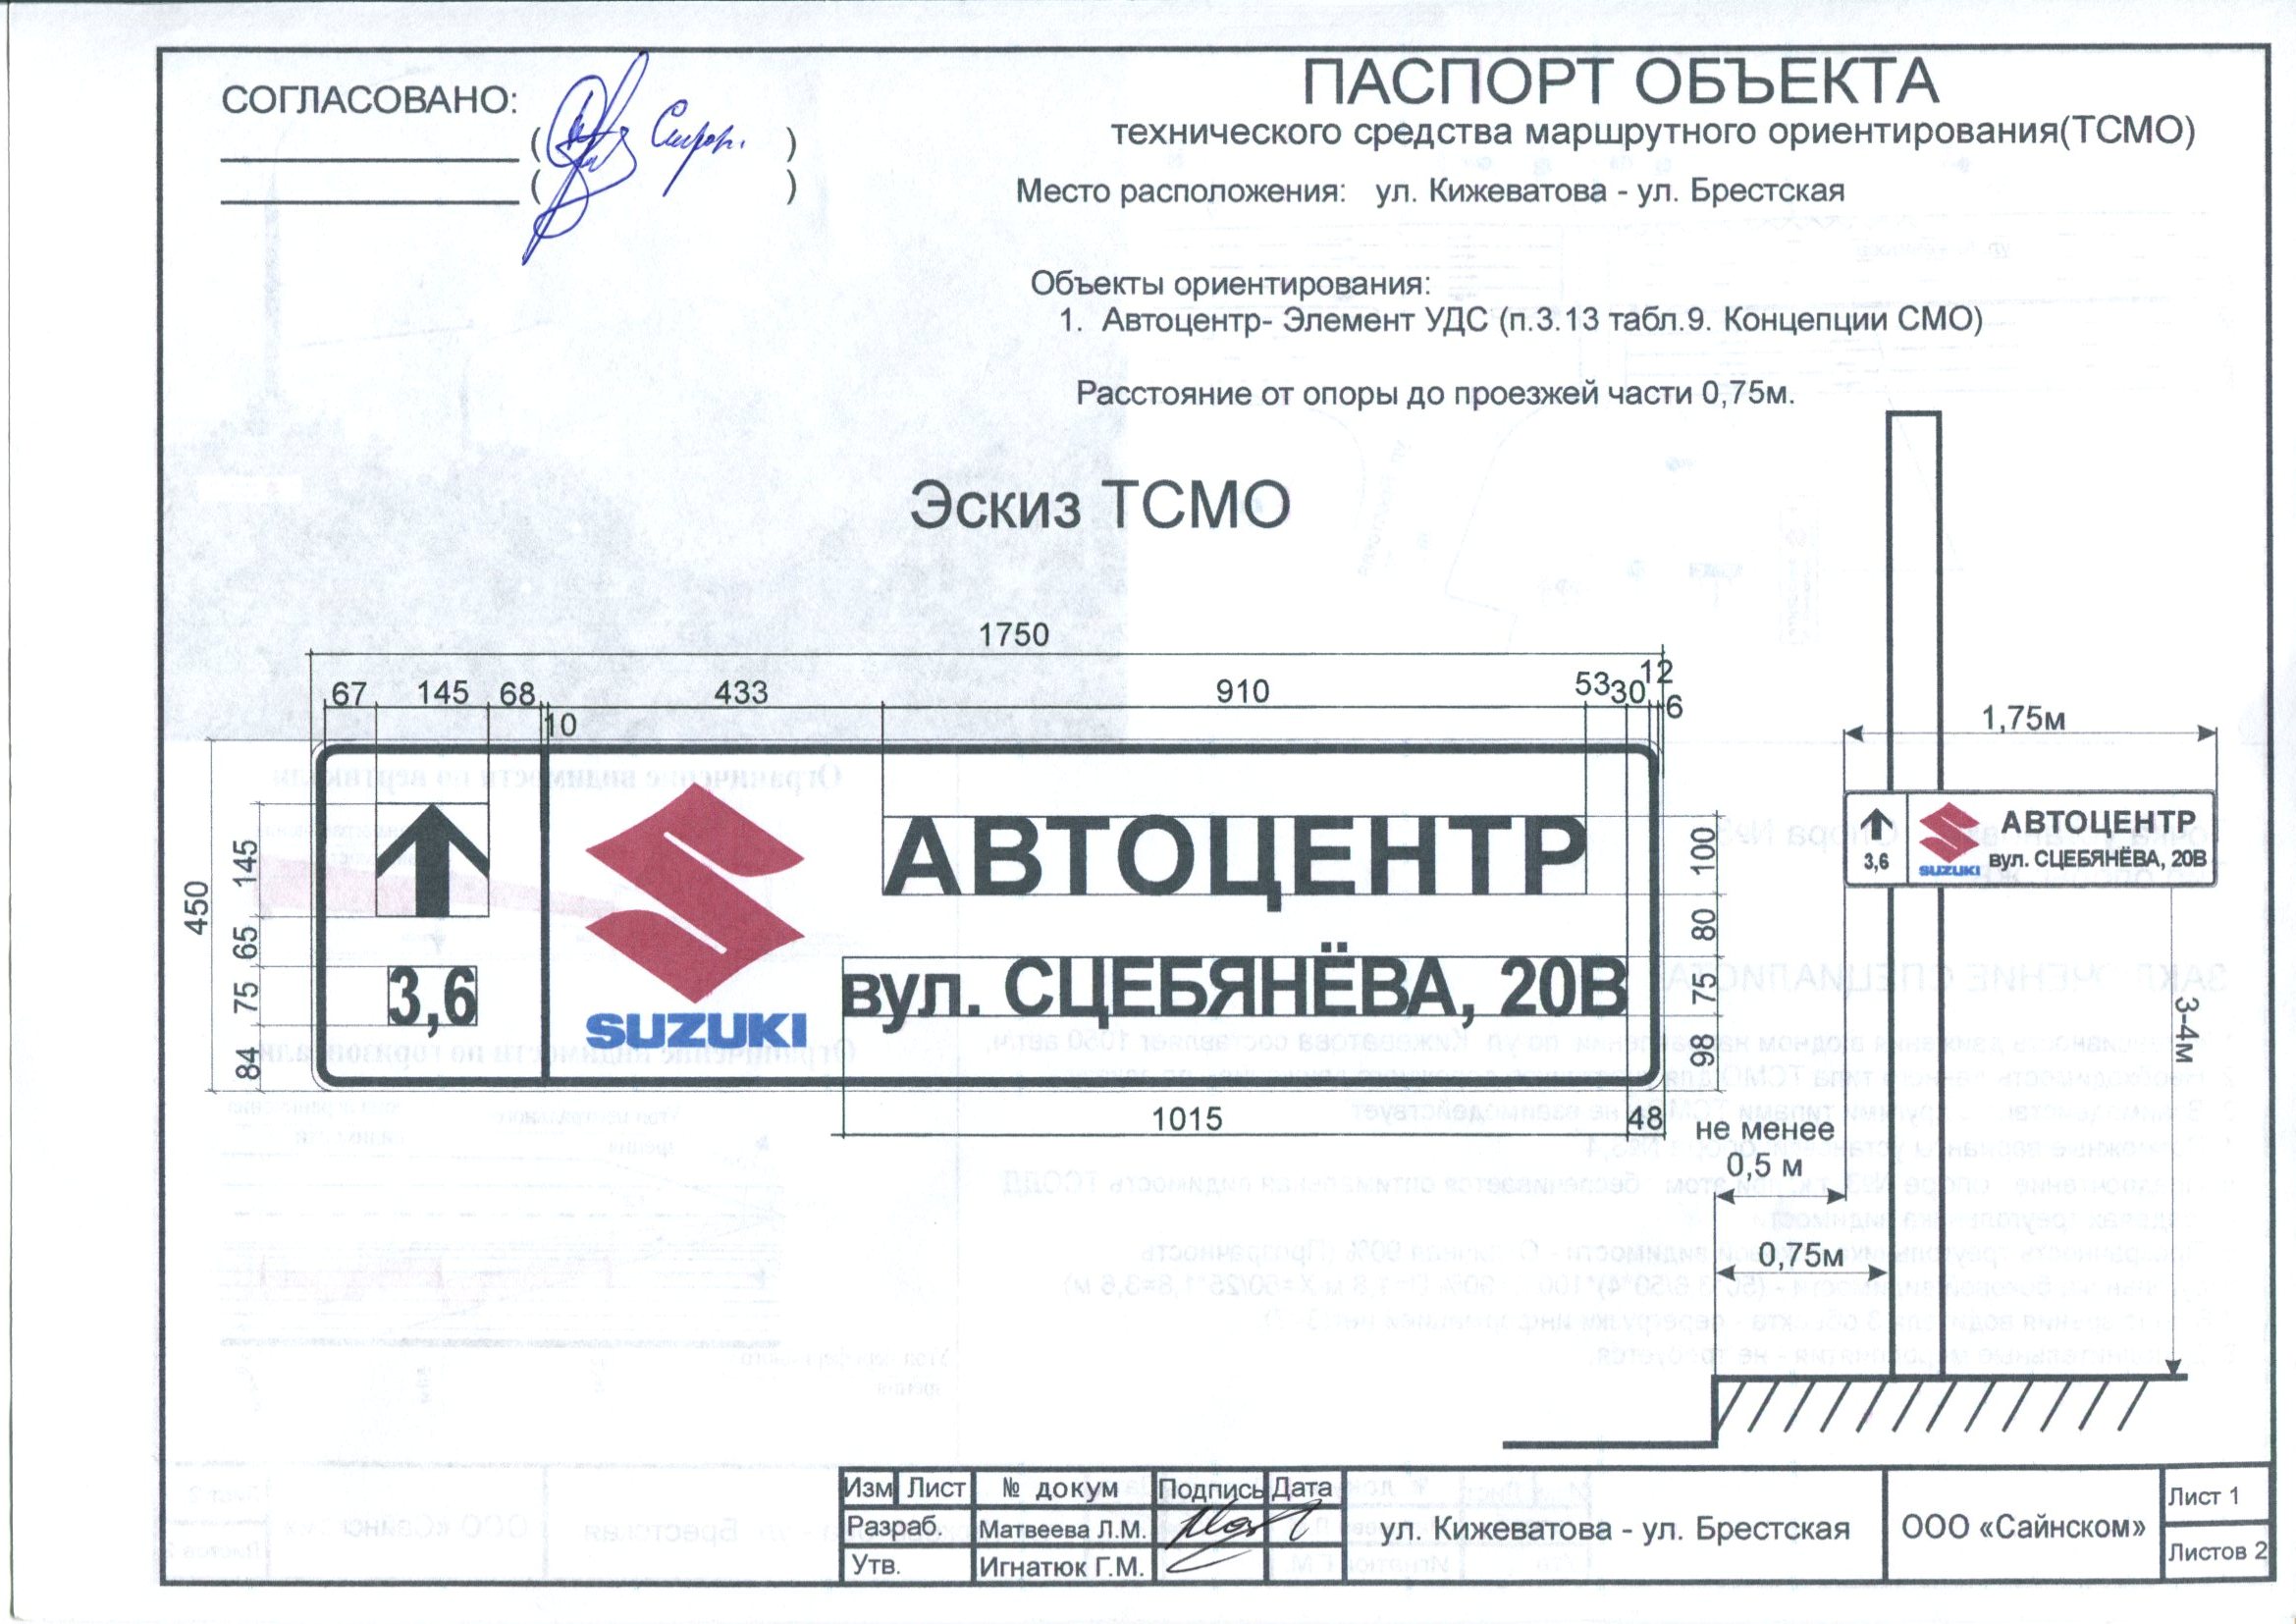 СОГЛАСОВАНО:
ПАСПОРТ ОБЪЕКТА
технического средства маршрутного ориентирования(ТСМО)
Место расположения: ул. Кижеватова - ул. Брестская
Объекты ориентирования:
1. Автоцентр- Элемент УДС (п.3.13 табл.9. Концепции СМО)
Расстояние от опоры до проезжей части 0,75м.
Эскиз ТСМО
1750
67 145 68 10 433 910 53 30 12 6
450
145 65 75 84
3,6
SUZUKI
АВТОЦЕНТР
вул. СЦЕБЯНЁВА, 20В
100 80 75 98
1015 48
1,75м
3,6
SUZUKI
АВТОЦЕНТР
вул. СЦЕБЯНЁВА, 20В
3-4м
не менее
0,5 м
0,75м
Изм Лист № докум Подпись Дата
Разраб. Матвеева Л.М.
Утв. Игнатюк Г.М.
ул. Кижеватова - ул. Брестская
ООО «Сайнском»
Лист 1
Листов 2